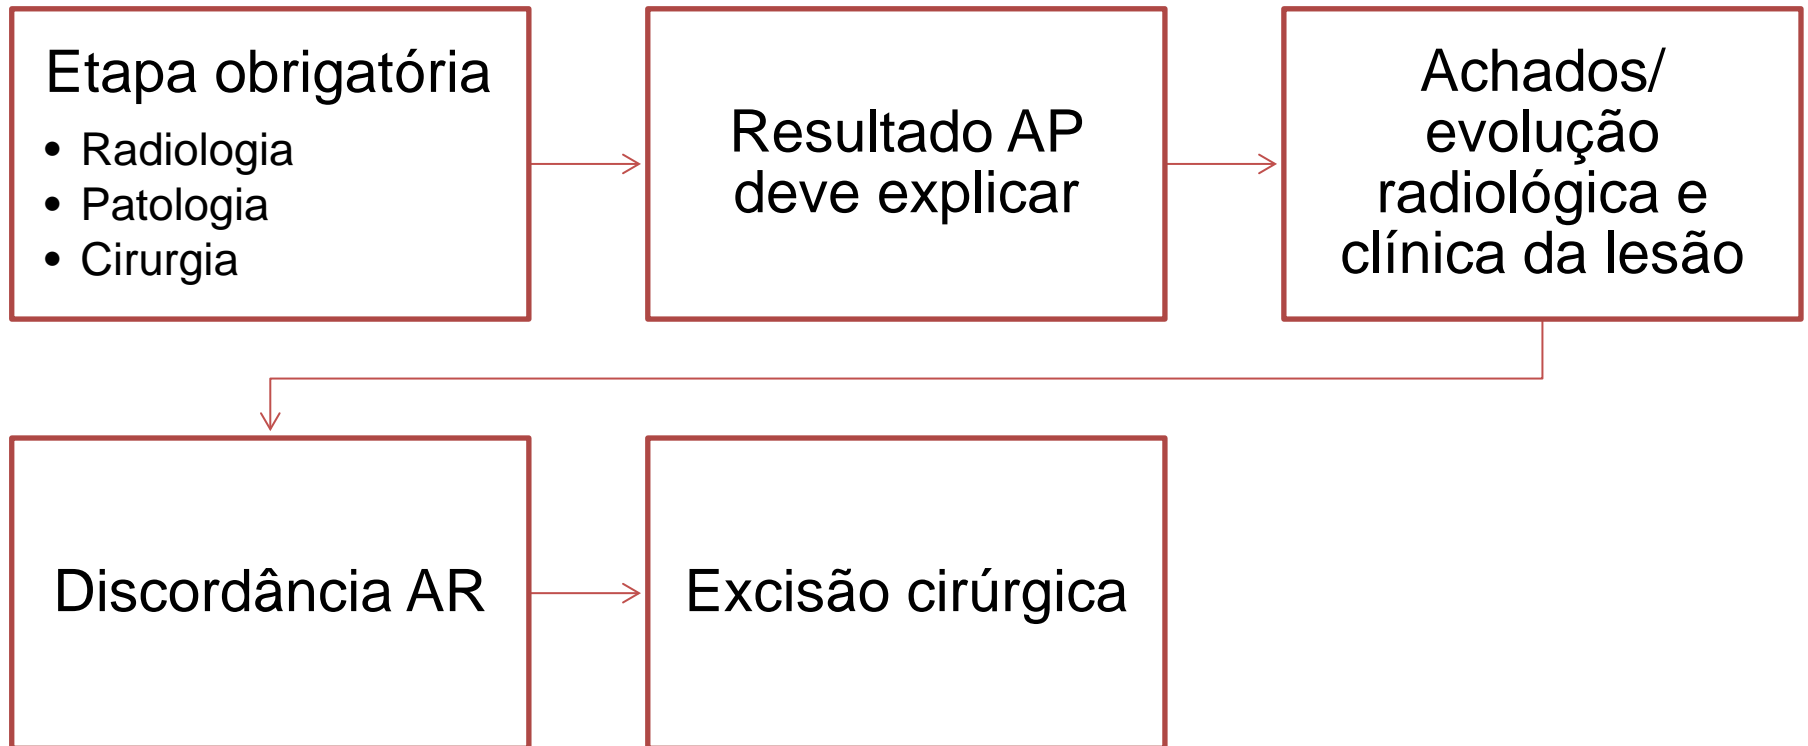 Etapa obrigatória
• Radiologia
• Patologia
• Cirurgia
Resultado AP
deve explicar
Achados/
evolução
radiológica e
clínica da lesão
Discordância AR
Excisão cirúrgica